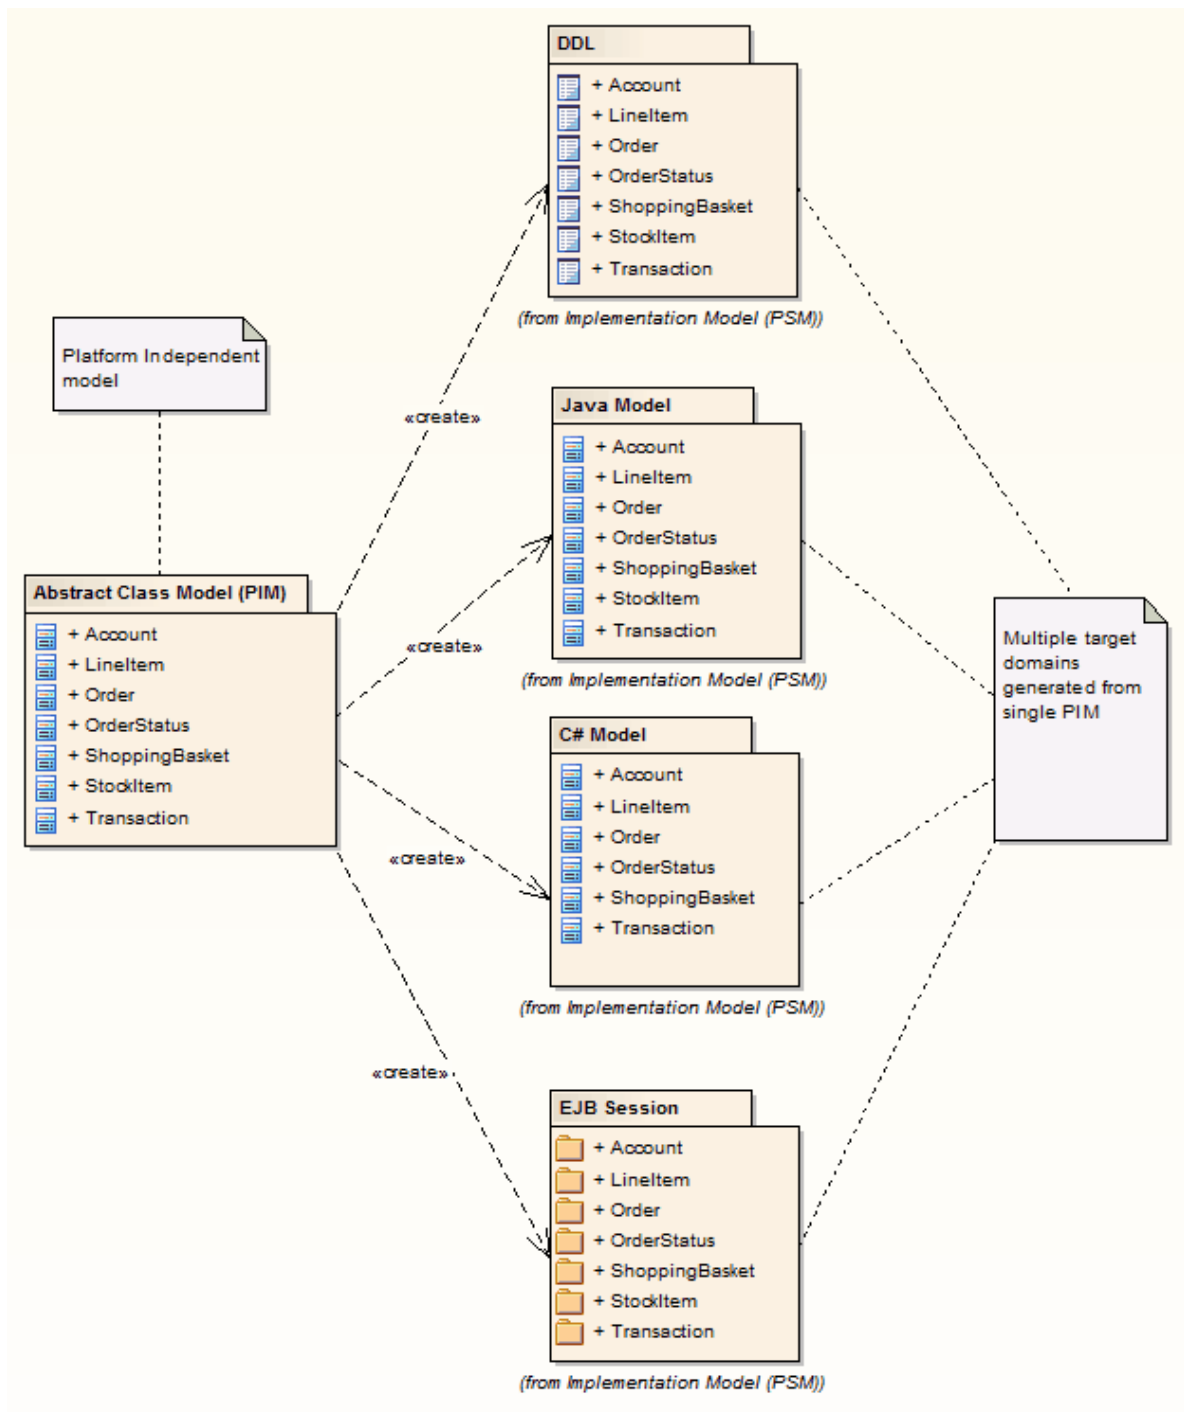 DDL
+ Account
+ LineItem
+ Order
+ OrderStatus
+ ShoppingBasket
+ StockItem
+ Transaction
(from Implementation Model (PSM))
Platform Independent
model
«create»
Java Model
+ Account
+ LineItem
+ Order
+ OrderStatus
+ ShoppingBasket
+ StockItem
+ Transaction
(from Implementation Model (PSM))
Abstract Class Model (PIM)
+ Account
+ LineItem
+ Order
+ OrderStatus
+ ShoppingBasket
+ StockItem
+ Transaction
«create»
Multiple target
domains
generated from
single PIM
C# Model
+ Account
+ LineItem
+ Order
+ OrderStatus
+ ShoppingBasket
+ Transaction
(from Implementation Model (PSM))
«create»
«create»
EJB Session
+ Account
+ LineItem
+ Order
+ OrderStatus
+ ShoppingBasket
+ StockItem
+ Transaction
(from Implementation Model (PSM))